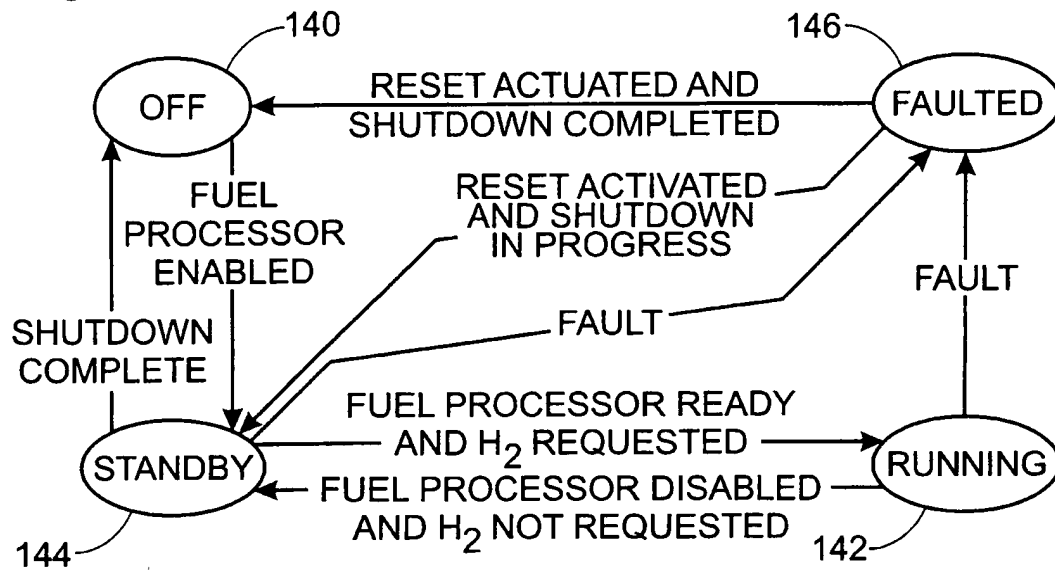 140
146
OFF
FAULTED
RESET ACTUATED AND
SHUTDOWN COMPLETED
FUEL
PROCESSOR
ENABLED
RESET ACTIVATED
AND SHUTDOWN
IN PROGRESS
FAULT
FAULT
SHUTDOWN
COMPLETE
FUEL PROCESSOR READY
AND H2 REQUESTED
STANDBY
RUNNING
FUEL PROCESSOR DISABLED
AND H2 NOT REQUESTED
144
142